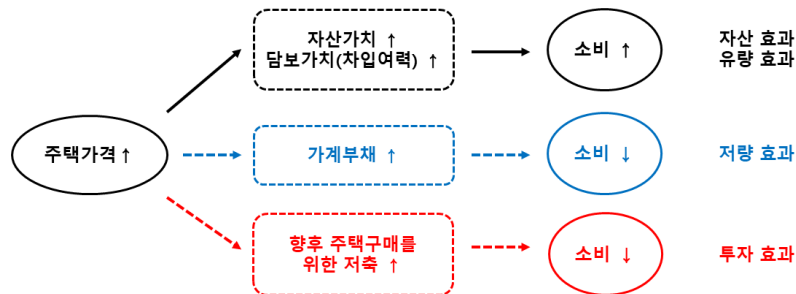 자산가치 ↑
담보가치(차입여력) ↑
소비 ↑
자산 효과
유량 효과
주택가격↑
가계부채 ↑
소비 ↓
저량 효과
향후 주택구매를
위한 저축 ↑
소비 ↓
투자 효과